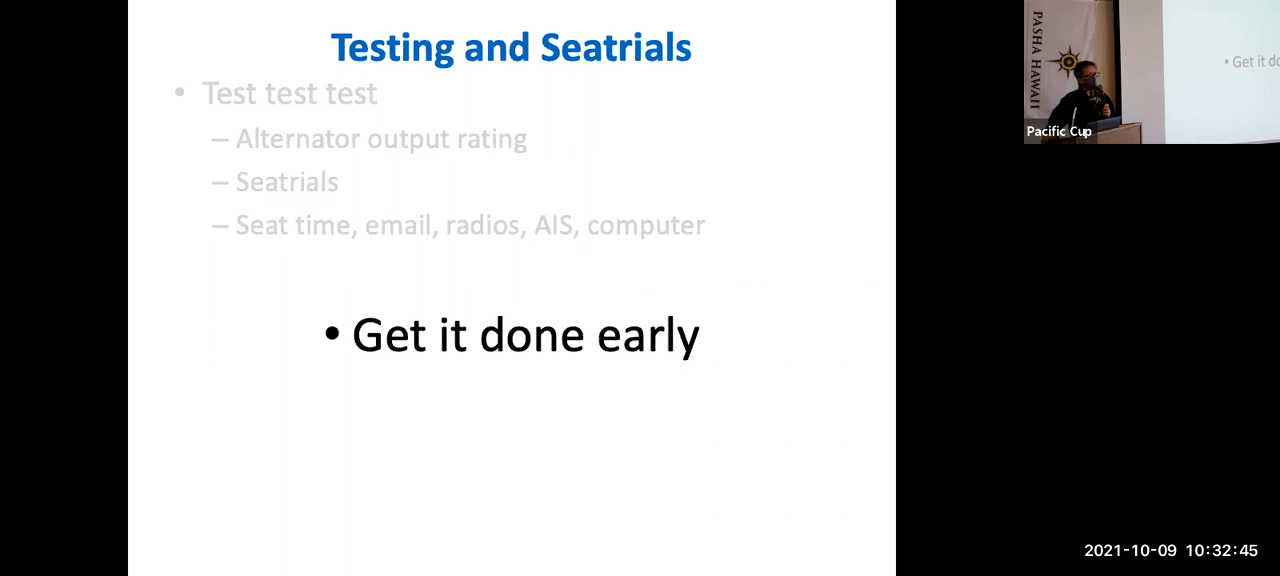 Testing and Seatrials
• Test test test
– Alternator output rating
– Seatrials
– Seat time, email, radios, AIS, computer
• Get it done early
PASHA HAWAII
• Get it do
Pacific Cup
2021-10-09 10:32:45